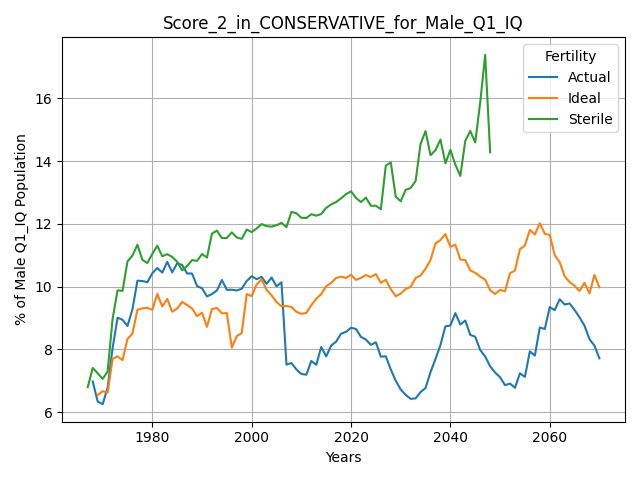 Score_2_in_CONSERVATIVE_for_Male_Q1_IQ
Fertility
Actual
Ideal
Sterile
% of Male Q1_IQ Population
16
14
12
10
8
6
1980
2000
2020
2040
2060
Years